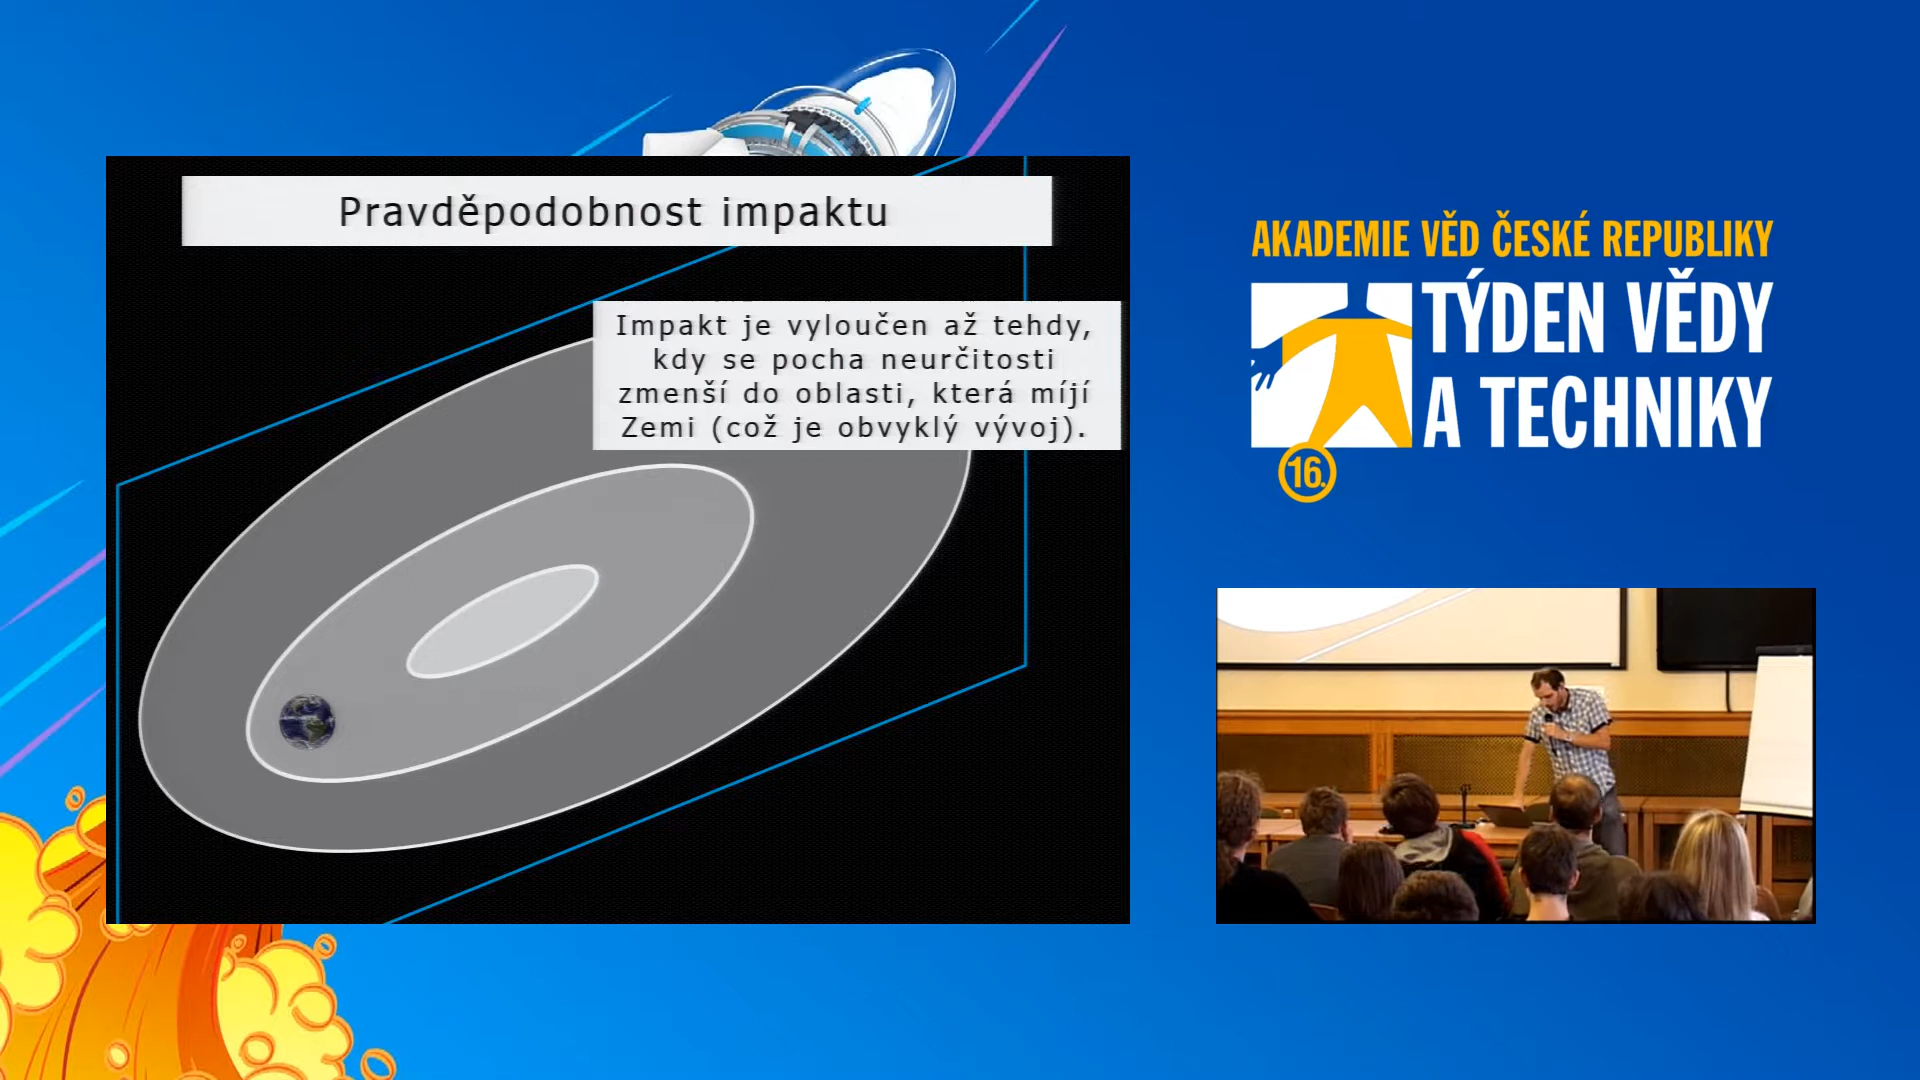 Pravděpodobnost impaktu
Impakt je vyloučen až tehdy,
kdy se pocha neurčitosti
zmenší do oblasti, která míjí
Zemi (což je obvyklý vývoj).
AKADEMIE VĚD ČESKÉ REPUBLIKY
TÝDEN VĚDY
A TECHNIKY
16.